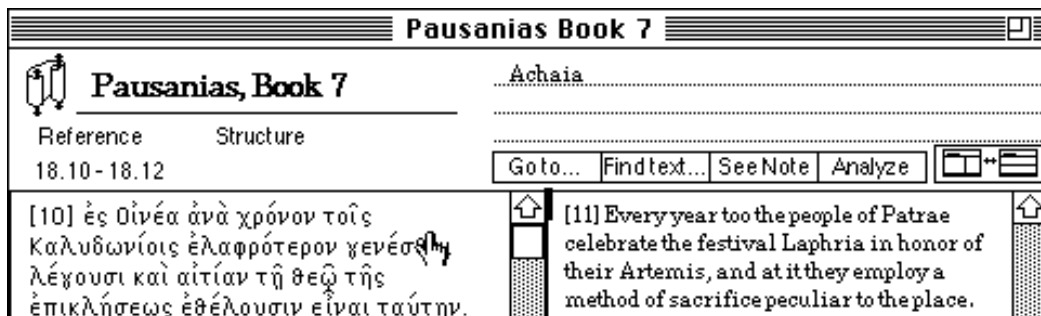 Pausanias Book 7
Pausanias, Book 7
Achaia
Reference Structure
18.10 - 18.12
Go to... Find text... See Note Analyze
[10] ἐς Οἰνέα ἀνὰ χρόνον τοῖς
Καλυδωνίοις ἐλαφρότερον
λέγουσι καὶ αἰτίαν τῇ θεῷ τῆς
ἐπικλήσεως ἐθέλουσιν εἶναι ταύτην.
[11] Every year too the people of Patrae
celebrate the festival Laphria in honor of
their Artemis, and at it they employ a
method of sacrifice peculiar to the place.